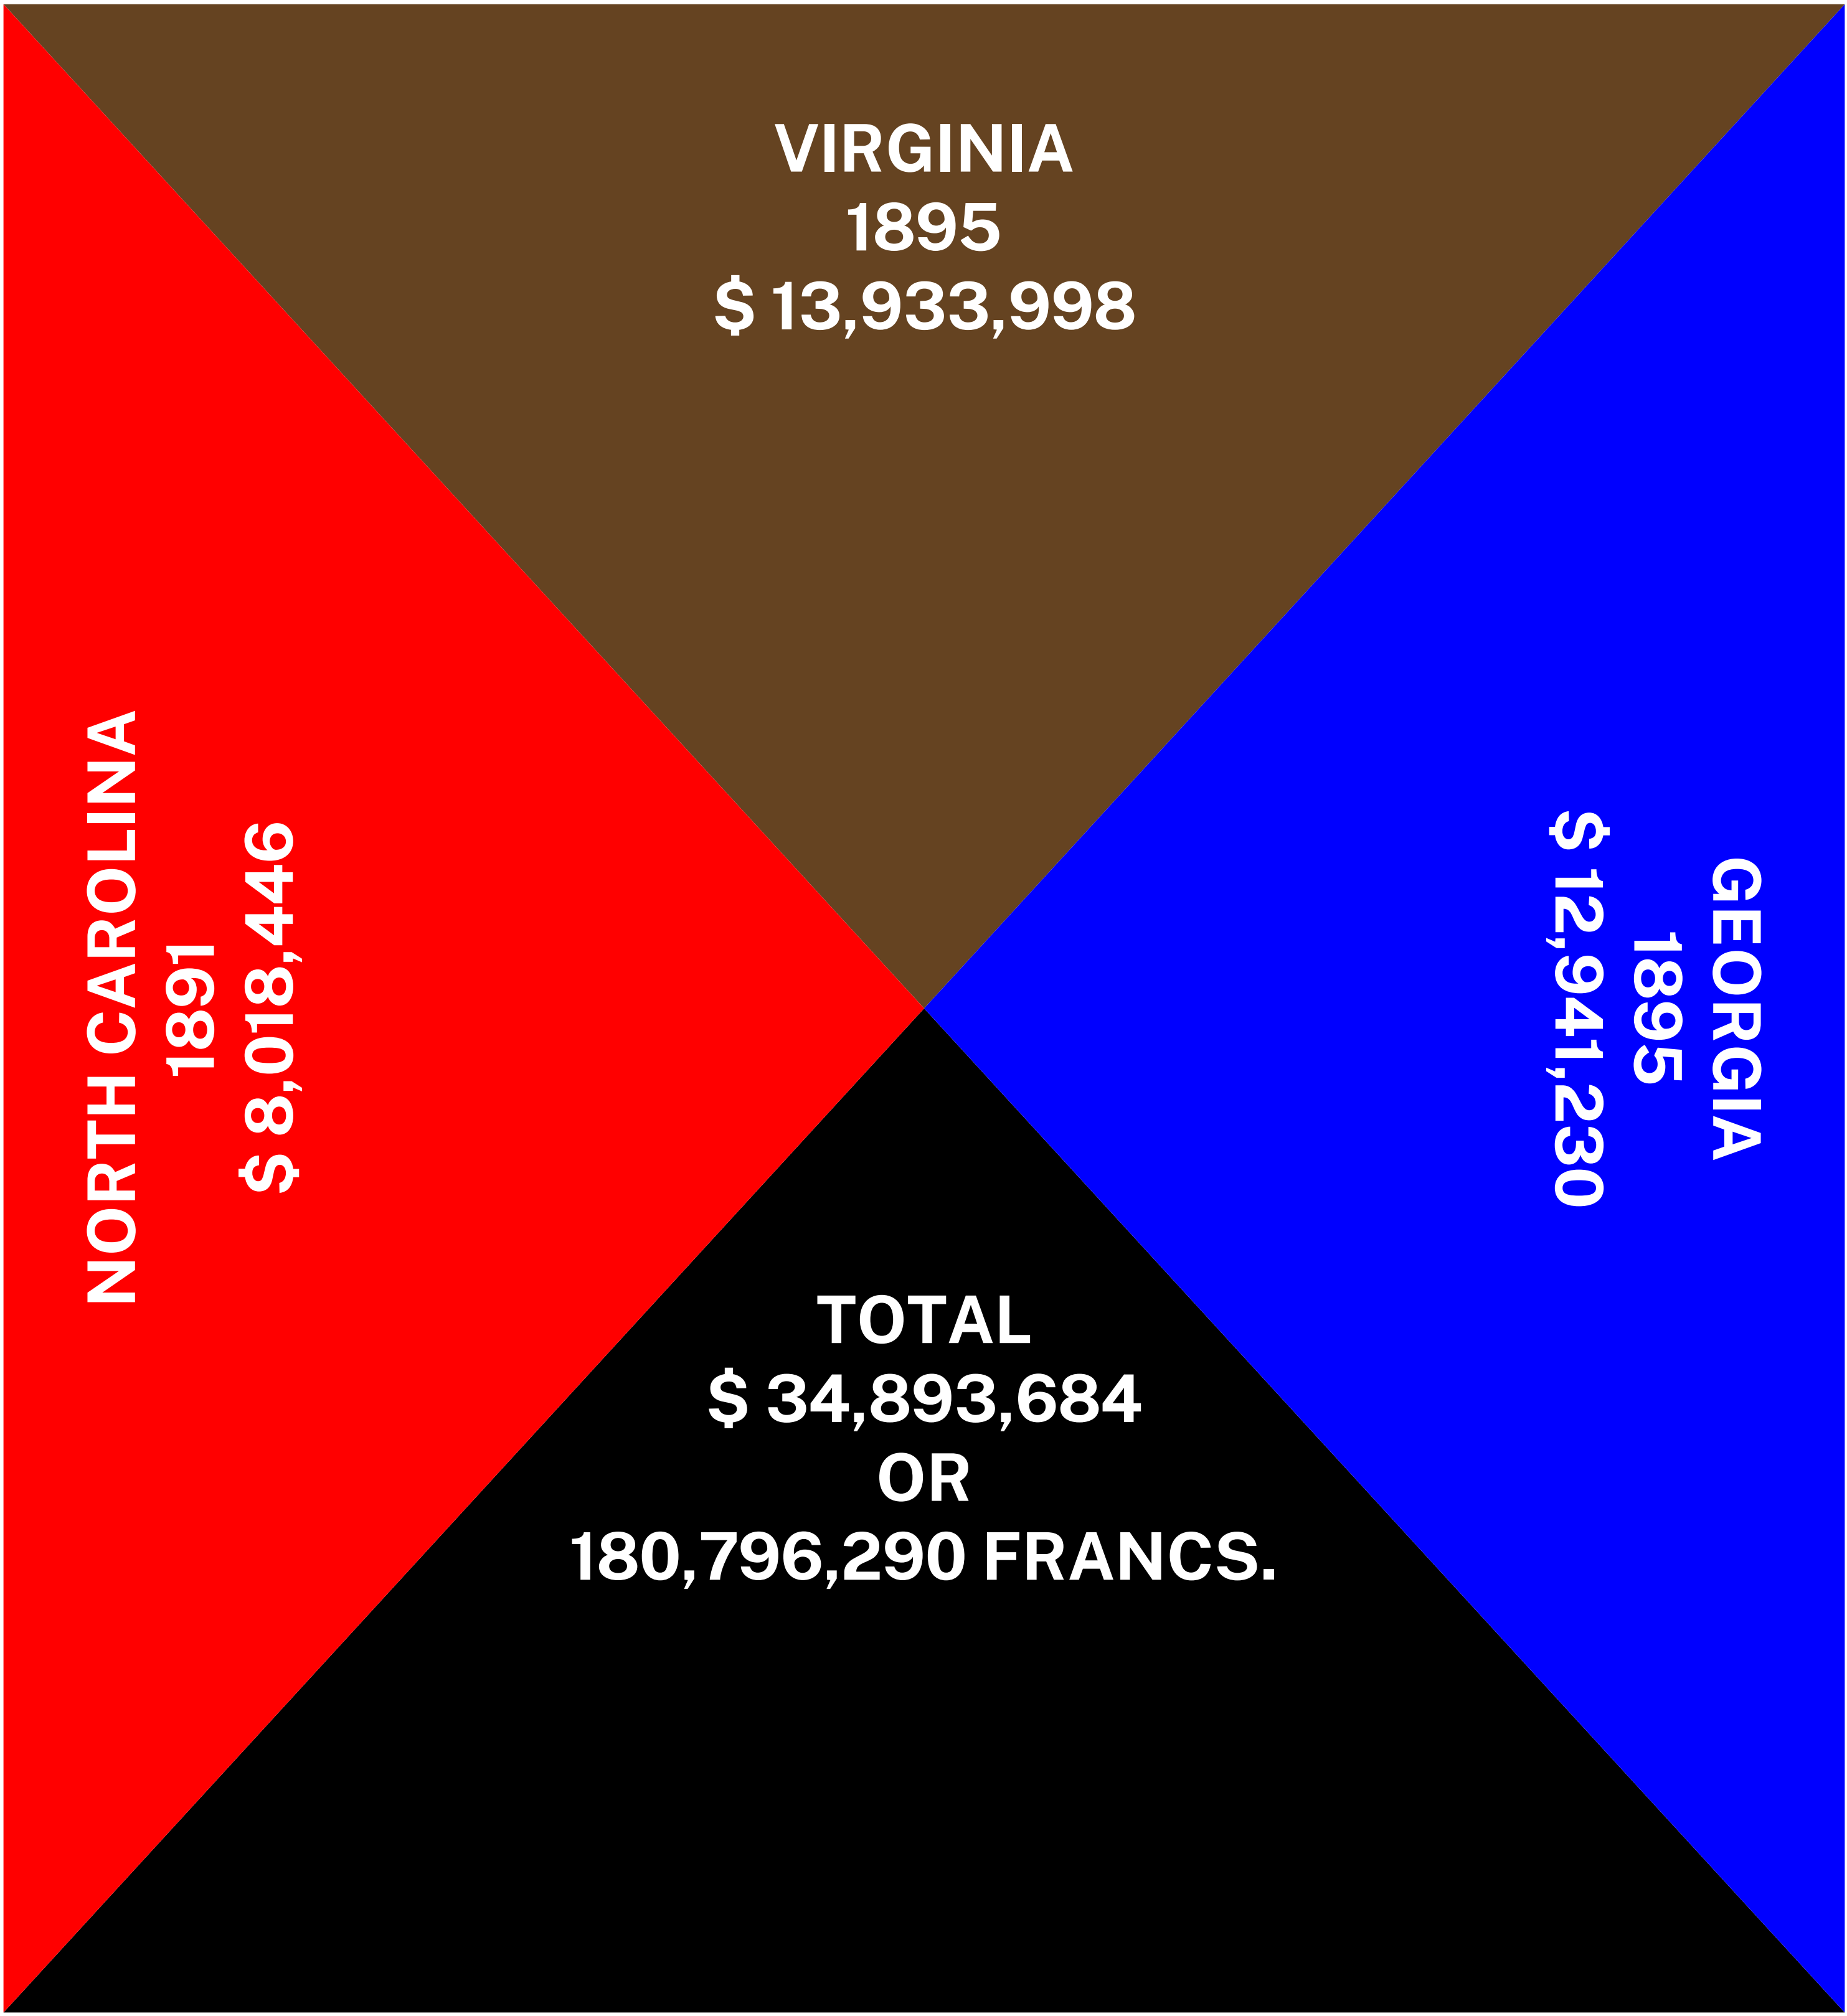 VIRGINIA
1895
$ 13,933,998
NORTH CAROLINA
1891
$ 8,018,446
GEORGIA
1895
$ 12,941,230
TOTAL
$ 34,893,684
OR
180,796,290 FRANCS.